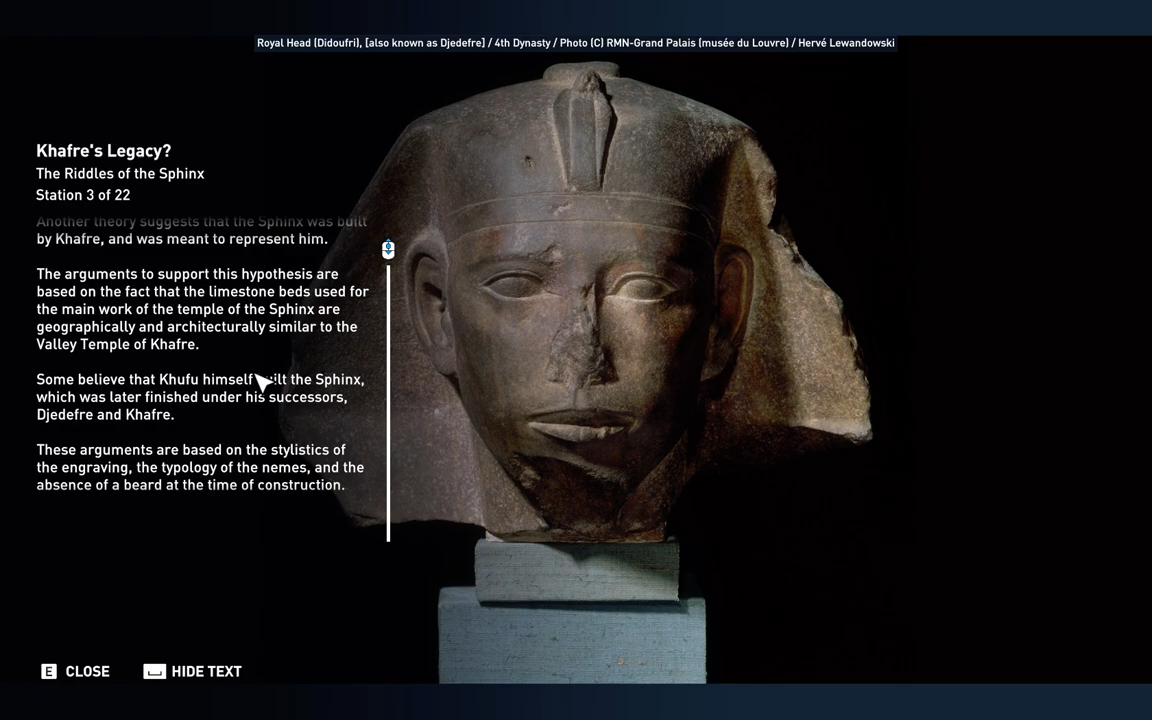 Royal Head (Didoufri), [also known as Djedefre] / 4th Dynasty / Photo (C) RMN-Grand Palais (musée du Louvre) / Hervé Lewandowski
Khafre's Legacy?
The Riddles of the Sphinx
Station 3 of 22
Another theory suggests that the Sphinx was built
by Khafre, and was meant to represent him.
The arguments to support this hypothesis are
based on the fact that the limestone beds used for
the main work of the temple of the Sphinx are
geographically and architecturally similar to the
Valley Temple of Khafre.
Some believe that Khufu himself built the Sphinx,
which was later finished under his successors,
Djedefre and Khafre.
These arguments are based on the stylistics of
the engraving, the typology of the nemes, and the
absence of a beard at the time of construction.
E CLOSE
HIDE TEXT